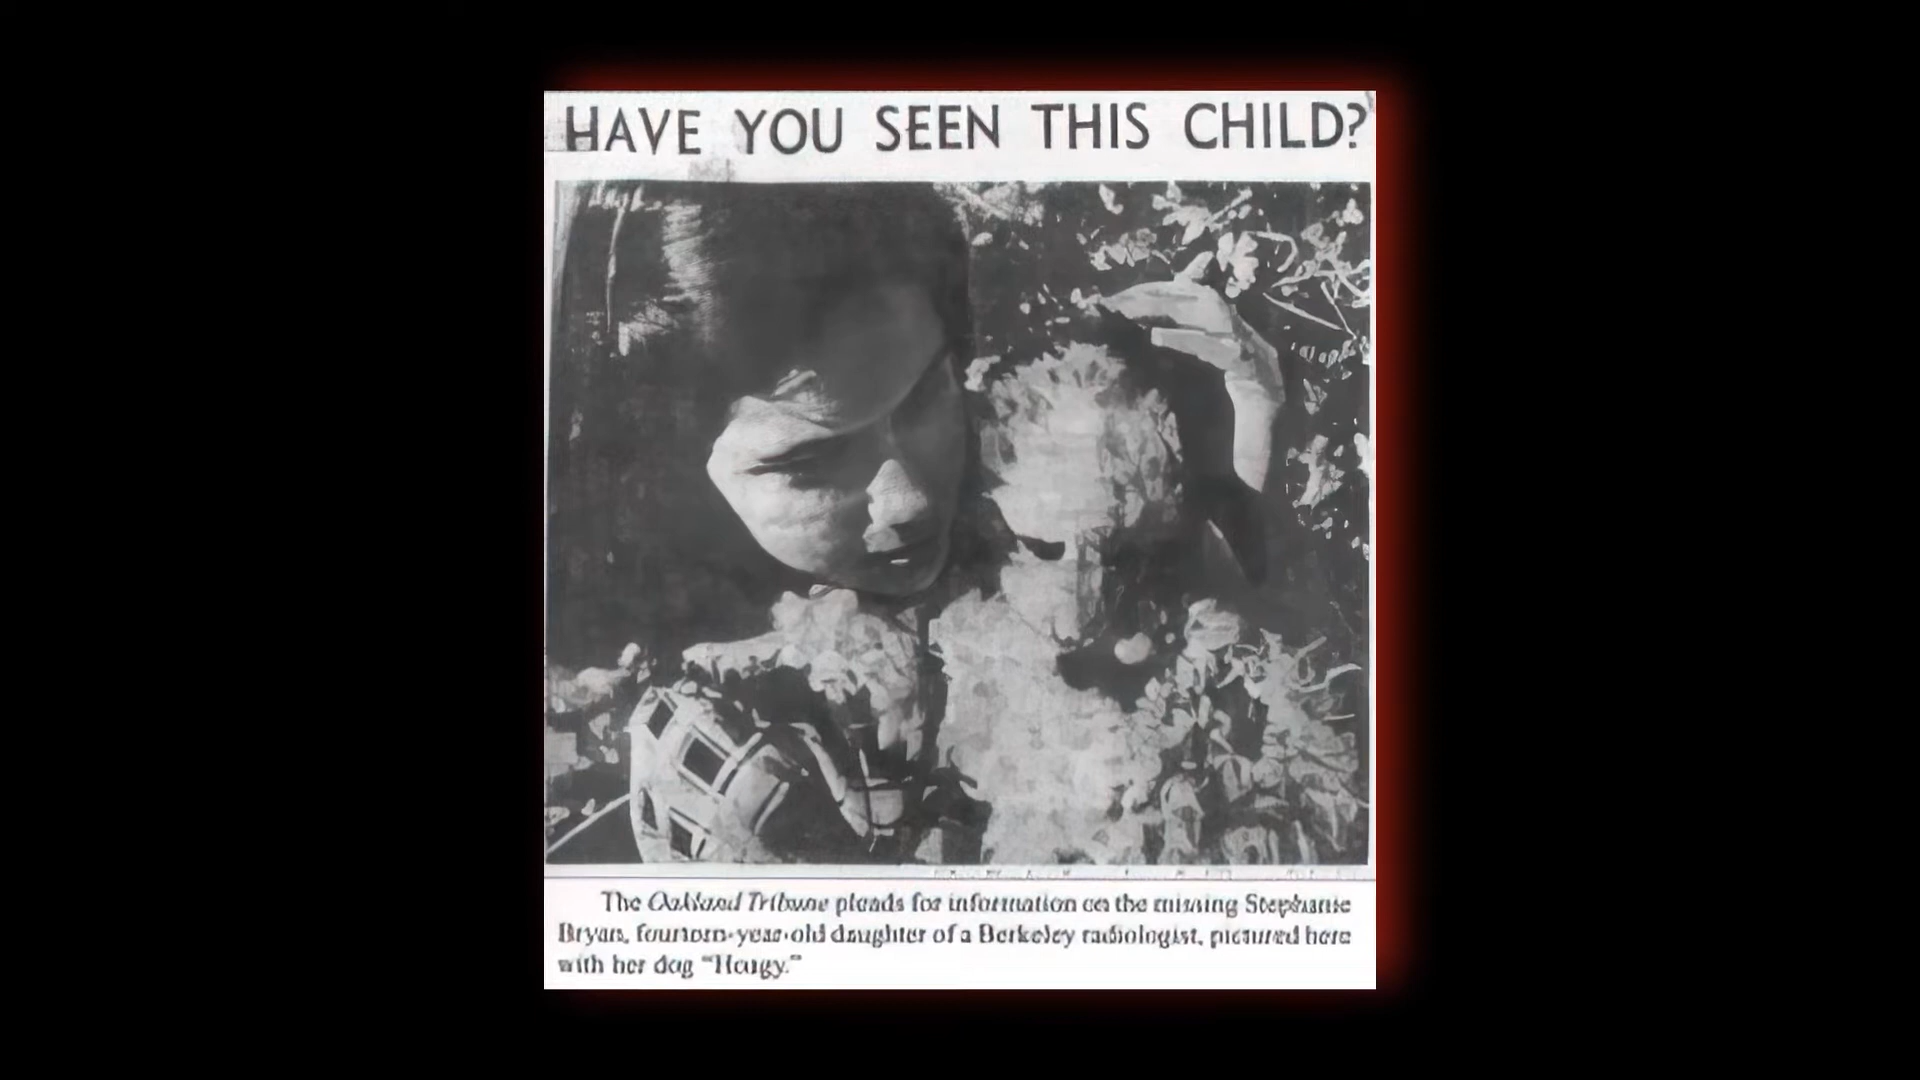 HAVE YOU SEEN THIS CHILD?
The Oakland Tribune pleads for information on the missing Stephanie
Bryan, fourteen-year-old daughter of a Berkeley radiologist, pictured here
with her dog